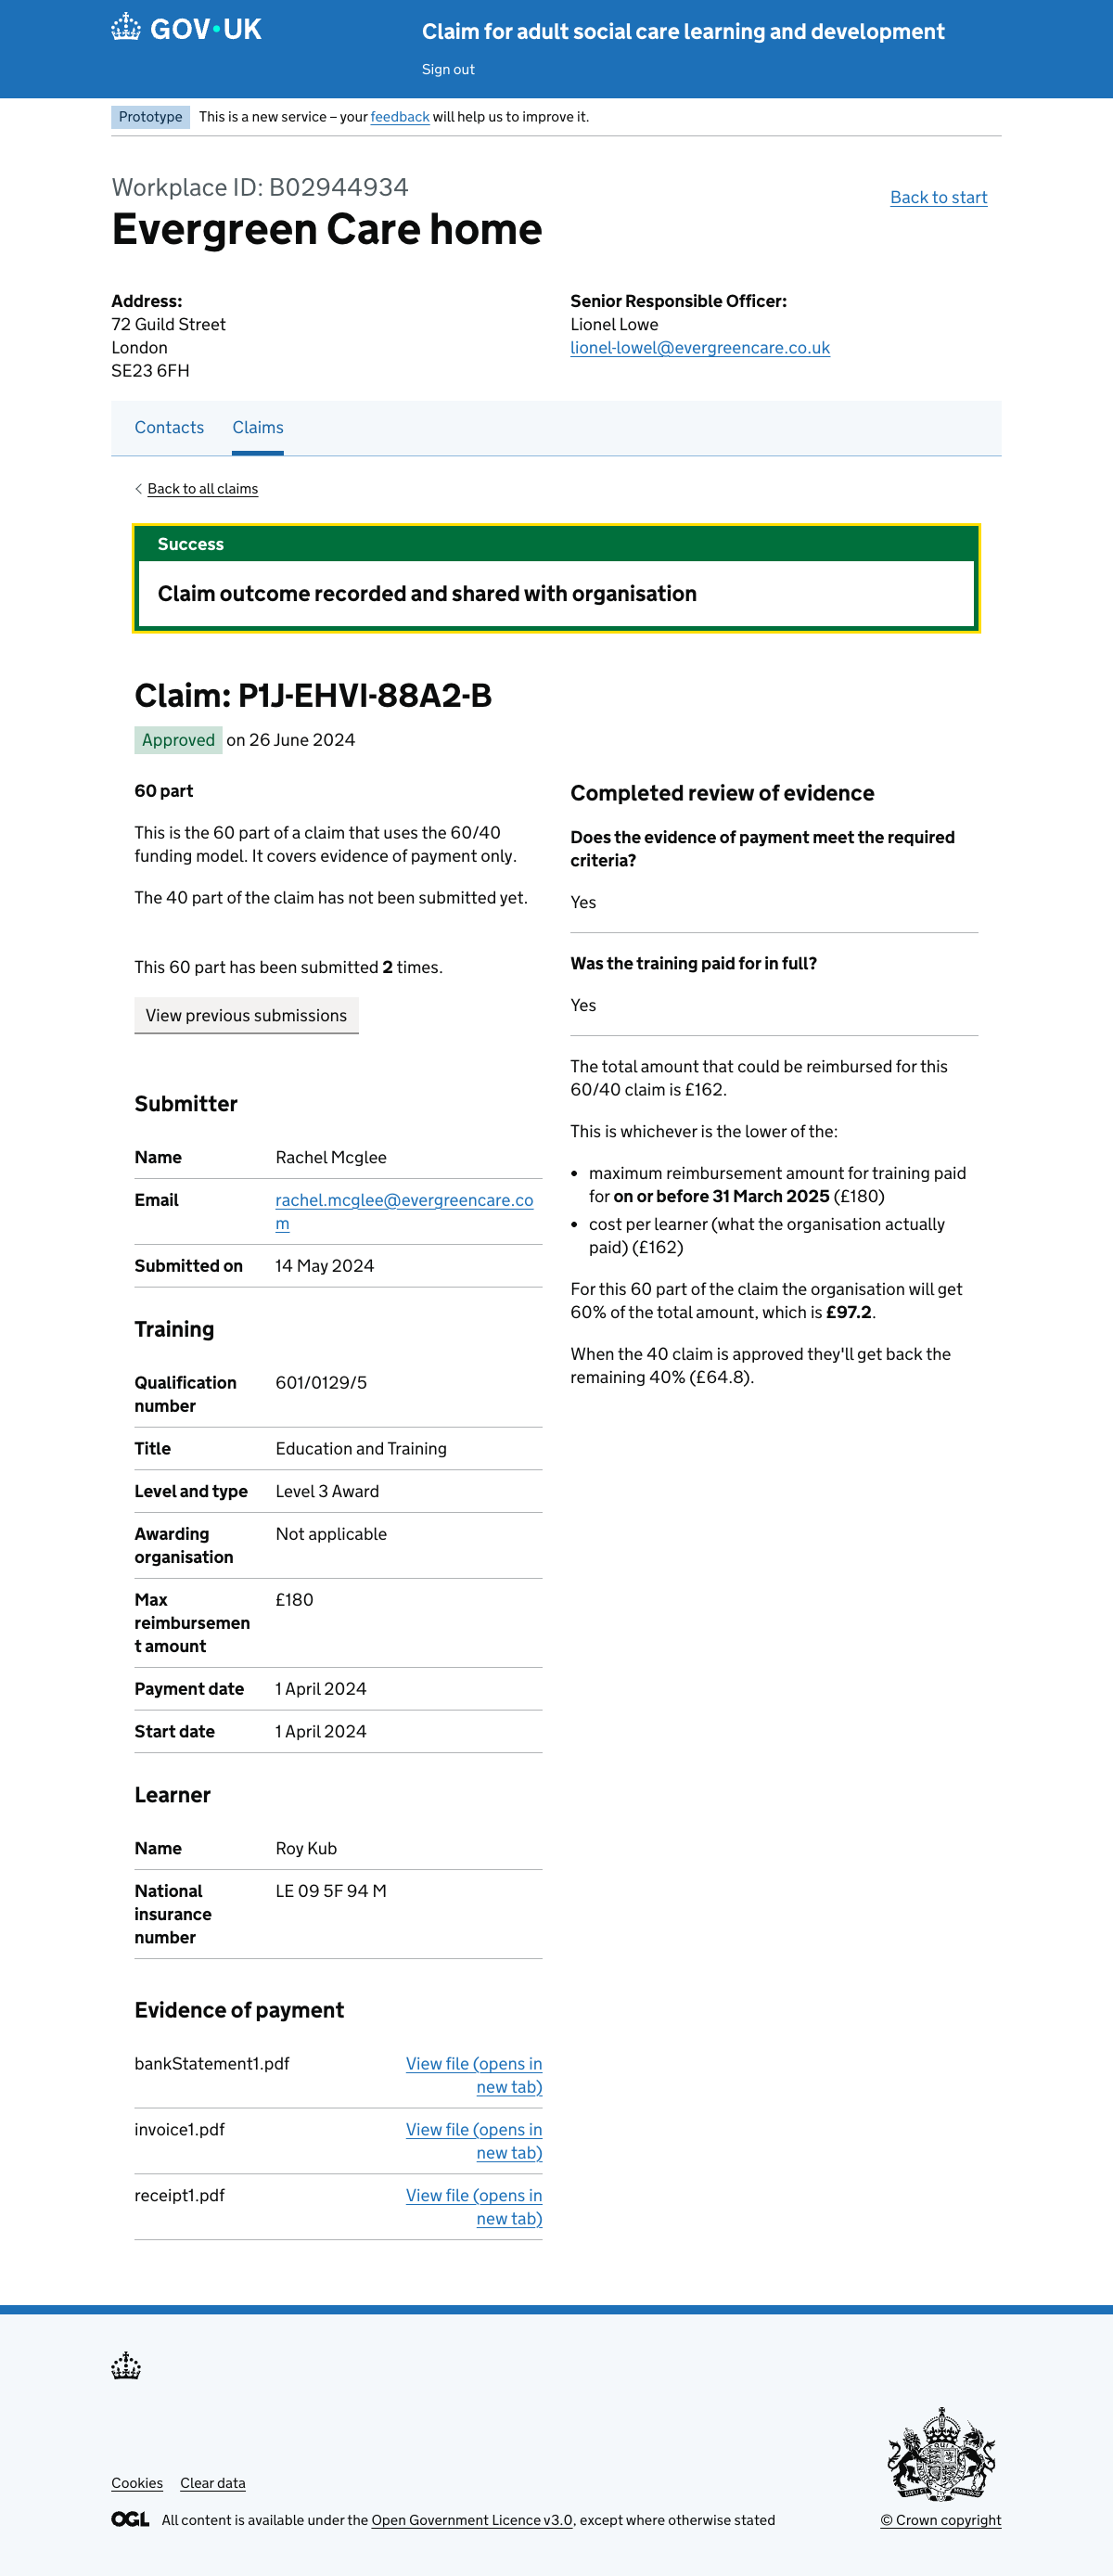 GOV·UK
Claim for adult social care learning and development
Sign out
Prototype This is a new service – your feedback will help us to improve it.
Workplace ID: B02944934
Evergreen Care home
Back to start
Address:
72 Guild Street
London
SE23 6FH
Senior Responsible Officer:
Lionel Lowe
lionel-lowel@evergreencare.co.uk
Contacts Claims
Back to all claims
Success
Claim outcome recorded and shared with organisation
Claim: P1J-EHVI-88A2-B
Approved on 26 June 2024
60 part
This is the 60 part of a claim that uses the 60/40
funding model. It covers evidence of payment only.
The 40 part of the claim has not been submitted yet.
This 60 part has been submitted 2 times.
View previous submissions
Submitter
Name Rachel Mcglee
Email rachel.mcglee@evergreencare.co
m
Submitted on 14 May 2024
Training
Qualification 601/0129/5
number
Title Education and Training
Level and type Level 3 Award
Awarding Not applicable
organisation
Max £180
reimbursemen
t amount
Payment date 1 April 2024
Start date 1 April 2024
Learner
Name Roy Kub
National LE 09 5F 94 M
insurance
number
Evidence of payment
bankStatement1.pdf View file (opens in
new tab)
invoice1.pdf View file (opens in
new tab)
receipt1.pdf View file (opens in
new tab)
Completed review of evidence
Does the evidence of payment meet the required
criteria?
Yes
Was the training paid for in full?
Yes
The total amount that could be reimbursed for this
60/40 claim is £162.
This is whichever is the lower of the:
• maximum reimbursement amount for training paid
for on or before 31 March 2025 (£180)
• cost per learner (what the organisation actually
paid) (£162)
For this 60 part of the claim the organisation will get
60% of the total amount, which is £97.2.
When the 40 claim is approved they'll get back the
remaining 40% (£64.8).
Cookies Clear data
OGL All content is available under the Open Government Licence v3.0, except where otherwise stated
© Crown copyright